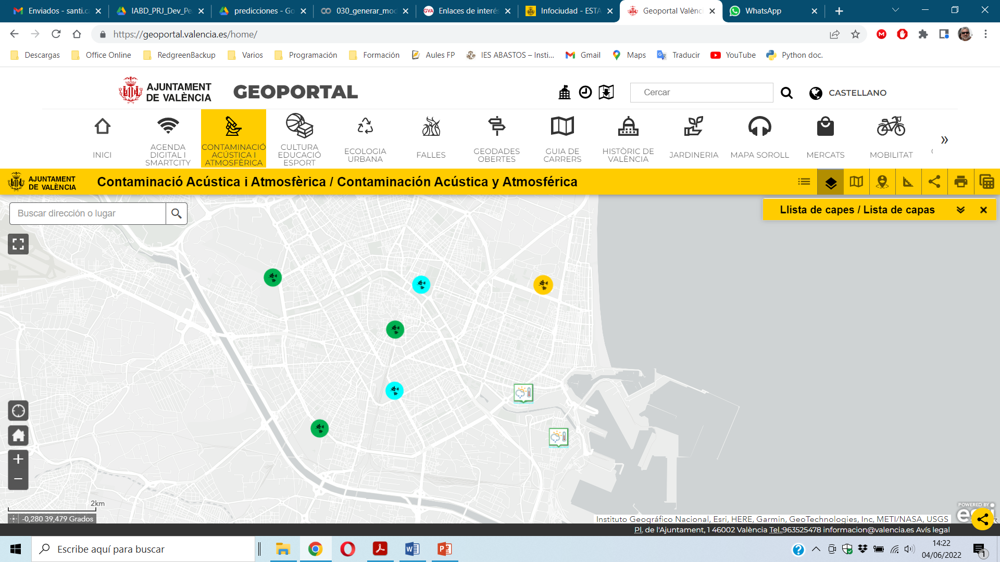 Enviados - santi.ca
IABD_PRJ_Dev_Pe
predicciones - Go
030_generar_mod
Enlaces de interés
Infociudad - ESTA
Geoportal Valènci
WhatsApp
https://geoportal.valencia.es/home/
Descargas
Office Online
RedgreenBackup
Varios
Programación
Formación
Aules FP
IES ABASTOS – Insti...
Gmail
Maps
Traducir
YouTube
Python doc.
AJUNTAMENT
DE VALÈNCIA
GEOPORTAL
Cercar
CASTELLANO
INICI
AGENDA
DIGITAL I
SMARTCITY
CONTAMINACIÓ
ACÚSTICA I
ATMOSFÈRICA
CULTURA
EDUCACIÓ
ESPORT
ECOLOGIA
URBANA
FALLES
GEODADES
OBERTES
GUIA DE
CARRERS
HISTÒRIC DE
VALÈNCIA
JARDINERIA
MAPA SOROLL
MERCATS
MOBILITAT
»
AJUNTAMENT
DE VALÈNCIA
Contaminació Acústica i Atmosfèrica / Contaminación Acústica y Atmosférica
Buscar dirección o lugar
Llista de capes / Lista de capas
2km
-0,280 39,479 Grados
POWERED BY
esri
Instituto Geográfico Nacional, Esri, HERE, Garmin, GeoTechnologies, Inc, METI/NASA, USGS
Pl. de l'Ajuntament, 1 46002 València Tel.:963525478 informacion@valencia.es Avís legal
Escribe aquí para buscar
14:22
04/06/2022
1